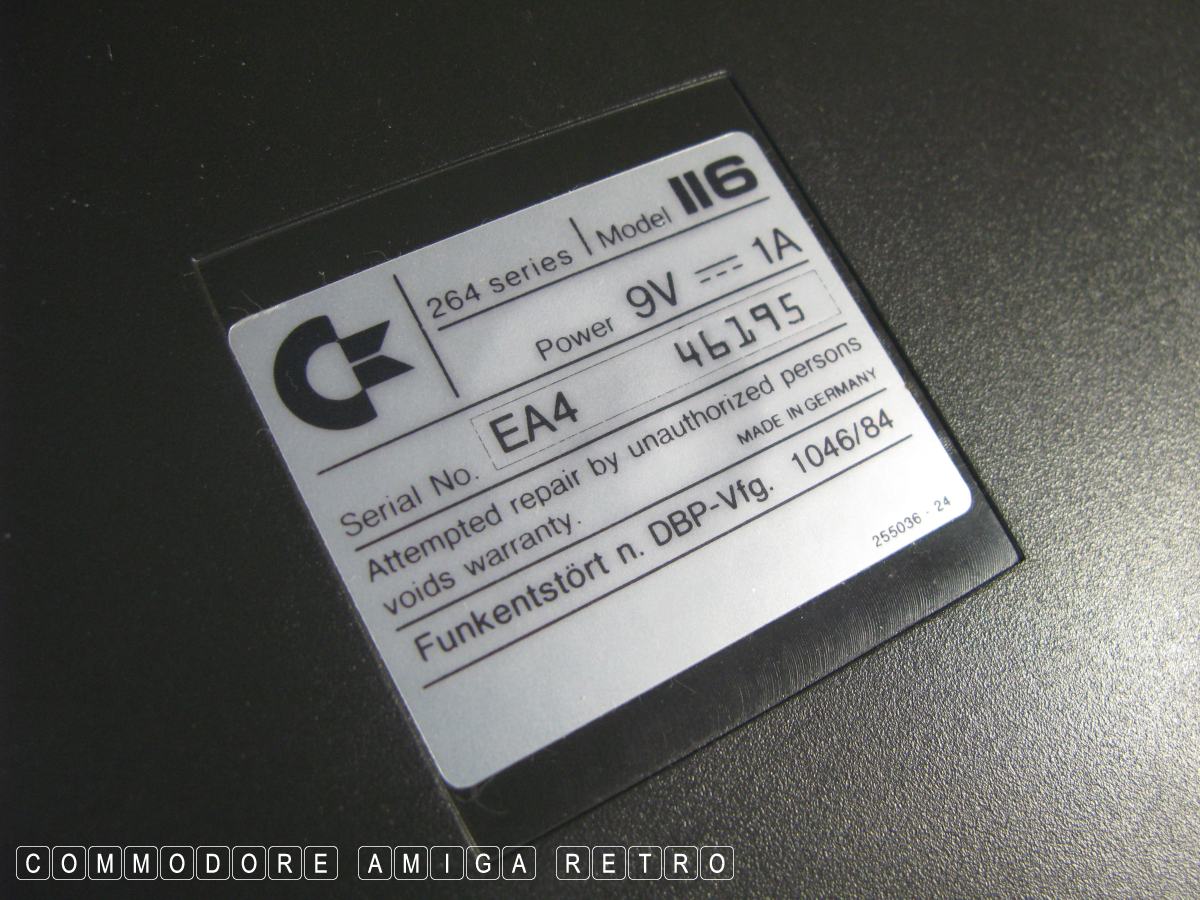 264 series | Model 116
Power 9V ⎓ 1A
Serial No. EA4 46195
Attempted repair by unauthorized persons
voids warranty.
MADE IN GERMANY
Funkentstört n. DBP-Vfg. 1046/84
255036 - 24
COMMODORE AMIGA RETRO